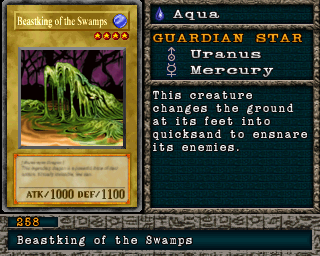 Beastking of the Swamps
ATK/1000 DEF/1100
Aqua
GUARDIAN STAR
Uranus
Mercury
This creature
changes the ground
at its feet into
quicksand to ensnare
its enemies.
258
Beastking of the Swamps